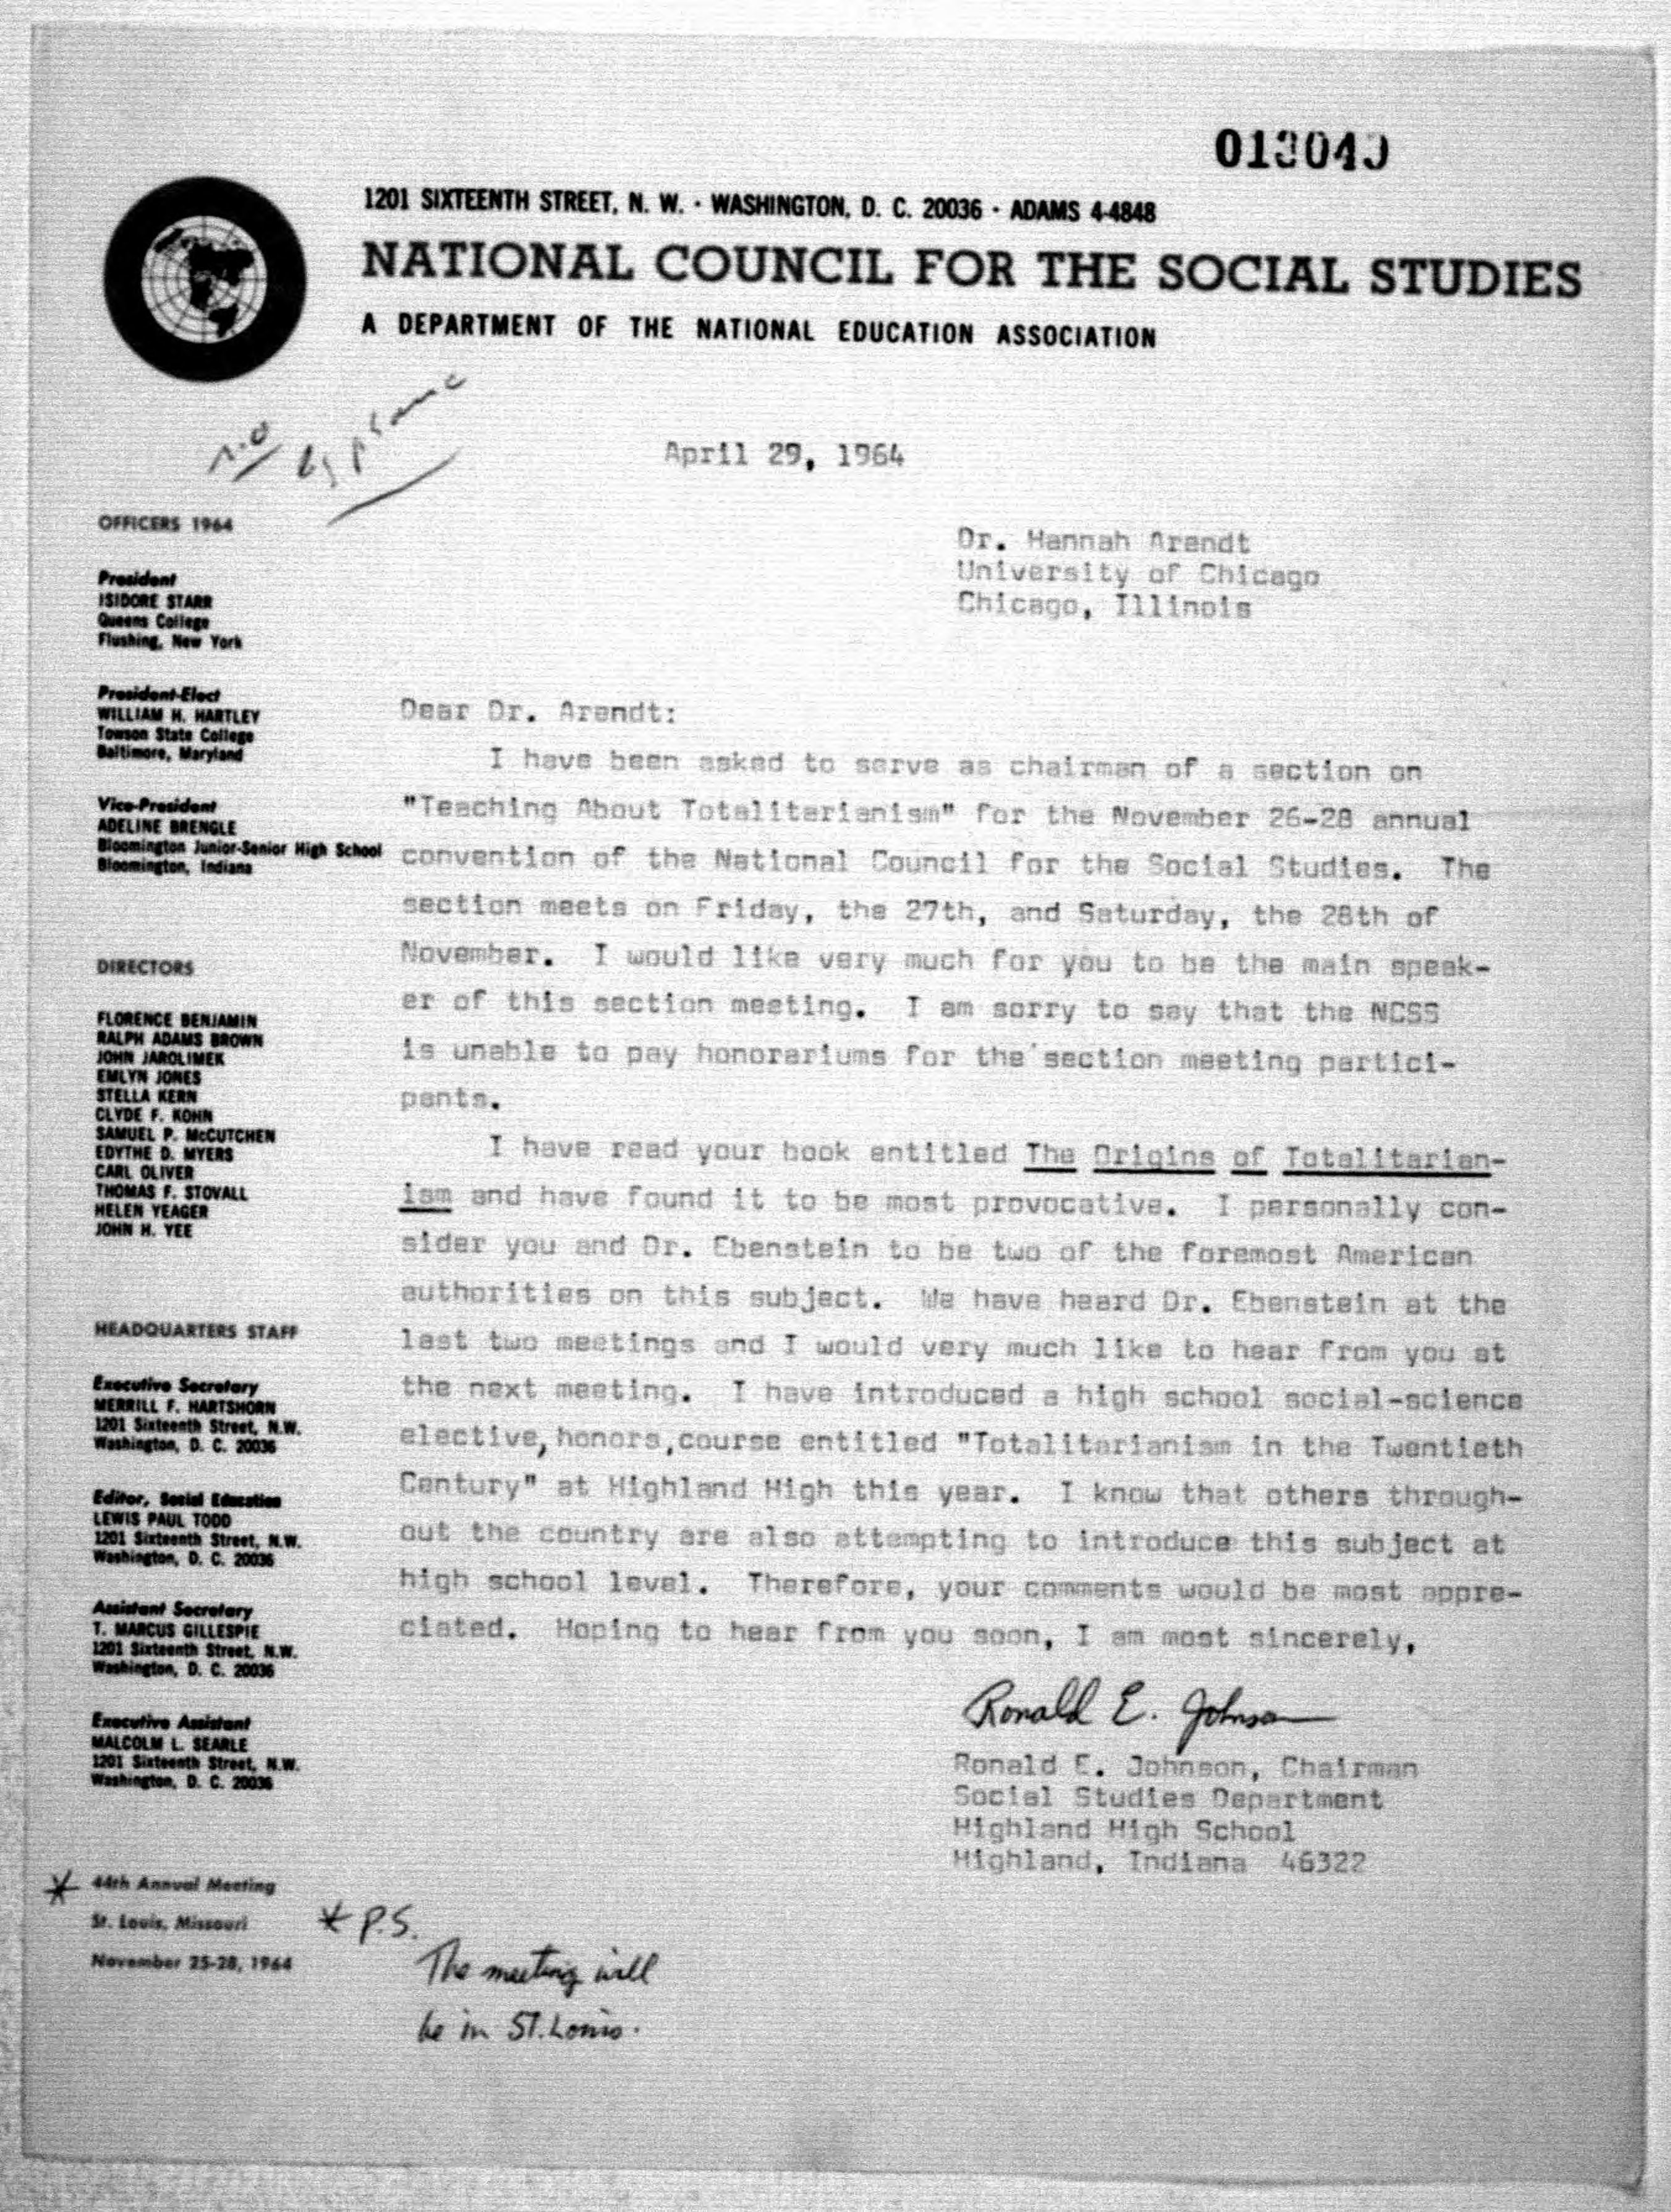 1201 SIXTEENTH STREET, N. W. · WASHINGTON, D. C. 20036 · ADAMS 4-4848
NATIONAL COUNCIL FOR THE SOCIAL STUDIES
A DEPARTMENT OF THE NATIONAL EDUCATION ASSOCIATION
no
by phone
April 29, 1964
Dr. Hannah Arendt
University of Chicago
Chicago, Illinois
OFFICERS 1964
President
ISIDORE STARR
Queens College
Flushing, New York
President-Elect
WILLIAM H. HARTLEY
Towson State College
Baltimore, Maryland
Vice-President
ADELINE BRENGLE
Bloomington Junior-Senior High School
Bloomington, Indiana
DIRECTORS
FLORENCE BENJAMIN
RALPH ADAMS BROWN
JOHN JAROLIMEK
EMLYN JONES
STELLA KERN
CLYDE F. KOHN
SAMUEL P. McCUTCHEN
EDYTHE D. MYERS
CARL OLIVER
THOMAS F. STOVALL
HELEN YEAGER
JOHN H. YEE
HEADQUARTERS STAFF
Executive Secretary
MERRILL F. HARTSHORN
1201 Sixteenth Street, N.W.
Washington, D. C. 20036
Editor, Social Education
LEWIS PAUL TODD
1201 Sixteenth Street, N.W.
Washington, D. C. 20036
Assistant Secretary
T. MARCUS GILLESPIE
1201 Sixteenth Street, N.W.
Washington, D. C. 20036
Executive Assistant
MALCOLM L. SEARLE
1201 Sixteenth Street, N.W.
Washington, D. C. 20036
* 44th Annual Meeting
St. Louis, Missouri
November 25-28, 1964
Dear Dr. Arendt:
I have been asked to serve as chairman of a section on
"Teaching About Totalitarianism" for the November 26-28 annual
convention of the National Council for the Social Studies. The
section meets on Friday, the 27th, and Saturday, the 28th of
November. I would like very much for you to be the main speak-
er of this section meeting. I am sorry to say that the NCSS
is unable to pay honorariums for the section meeting partici-
pants.
I have read your book entitled The Origins of Totalitarian-
ism and have found it to be most provocative. I personally con-
sider you and Dr. Ebenstein to be two of the foremost American
authorities on this subject. We have heard Dr. Ebenstein at the
last two meetings and I would very much like to hear from you at
the next meeting. I have introduced a high school social-science
elective, honors, course entitled "Totalitarianism in the Twentieth
Century" at Highland High this year. I know that others through-
out the country are also attempting to introduce this subject at
high school level. Therefore, your comments would be most appre-
ciated. Hoping to hear from you soon, I am most sincerely,
Ronald E. Johnson
Ronald E. Johnson, Chairman
Social Studies Department
Highland High School
Highland, Indiana 46322
* P.S.
The meeting will
be in St. Louis.